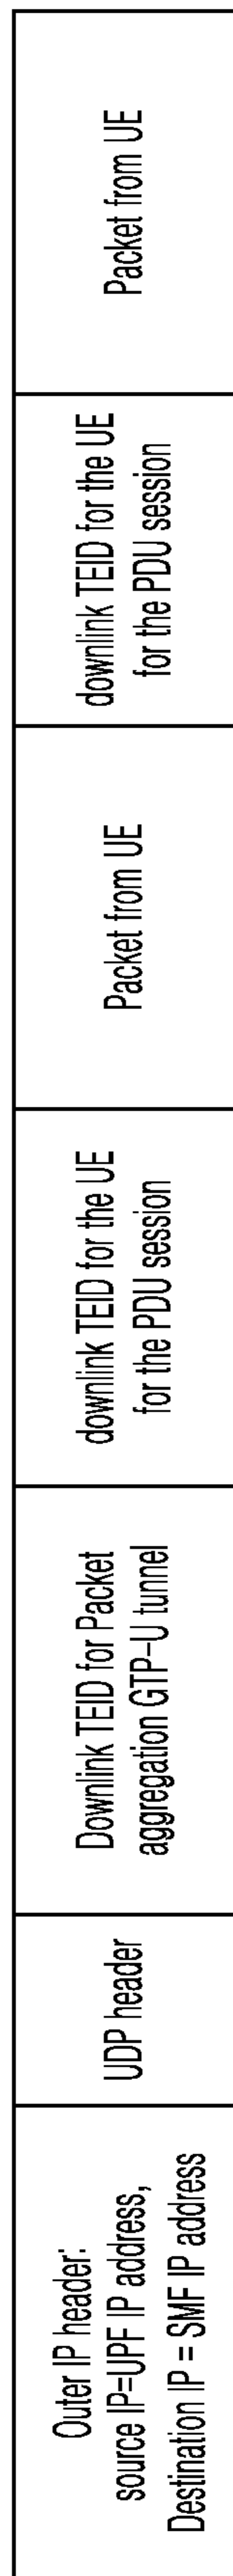 Outer IP header:
source IP=UPF IP address,
Destination IP = SMF IP address
UDP header
Downlink TEID for Packet
aggregation GTP-U tunnel
downlink TEID for the UE
for the PDU session
Packet from UE
downlink TEID for the UE
for the PDU session
Packet from UE